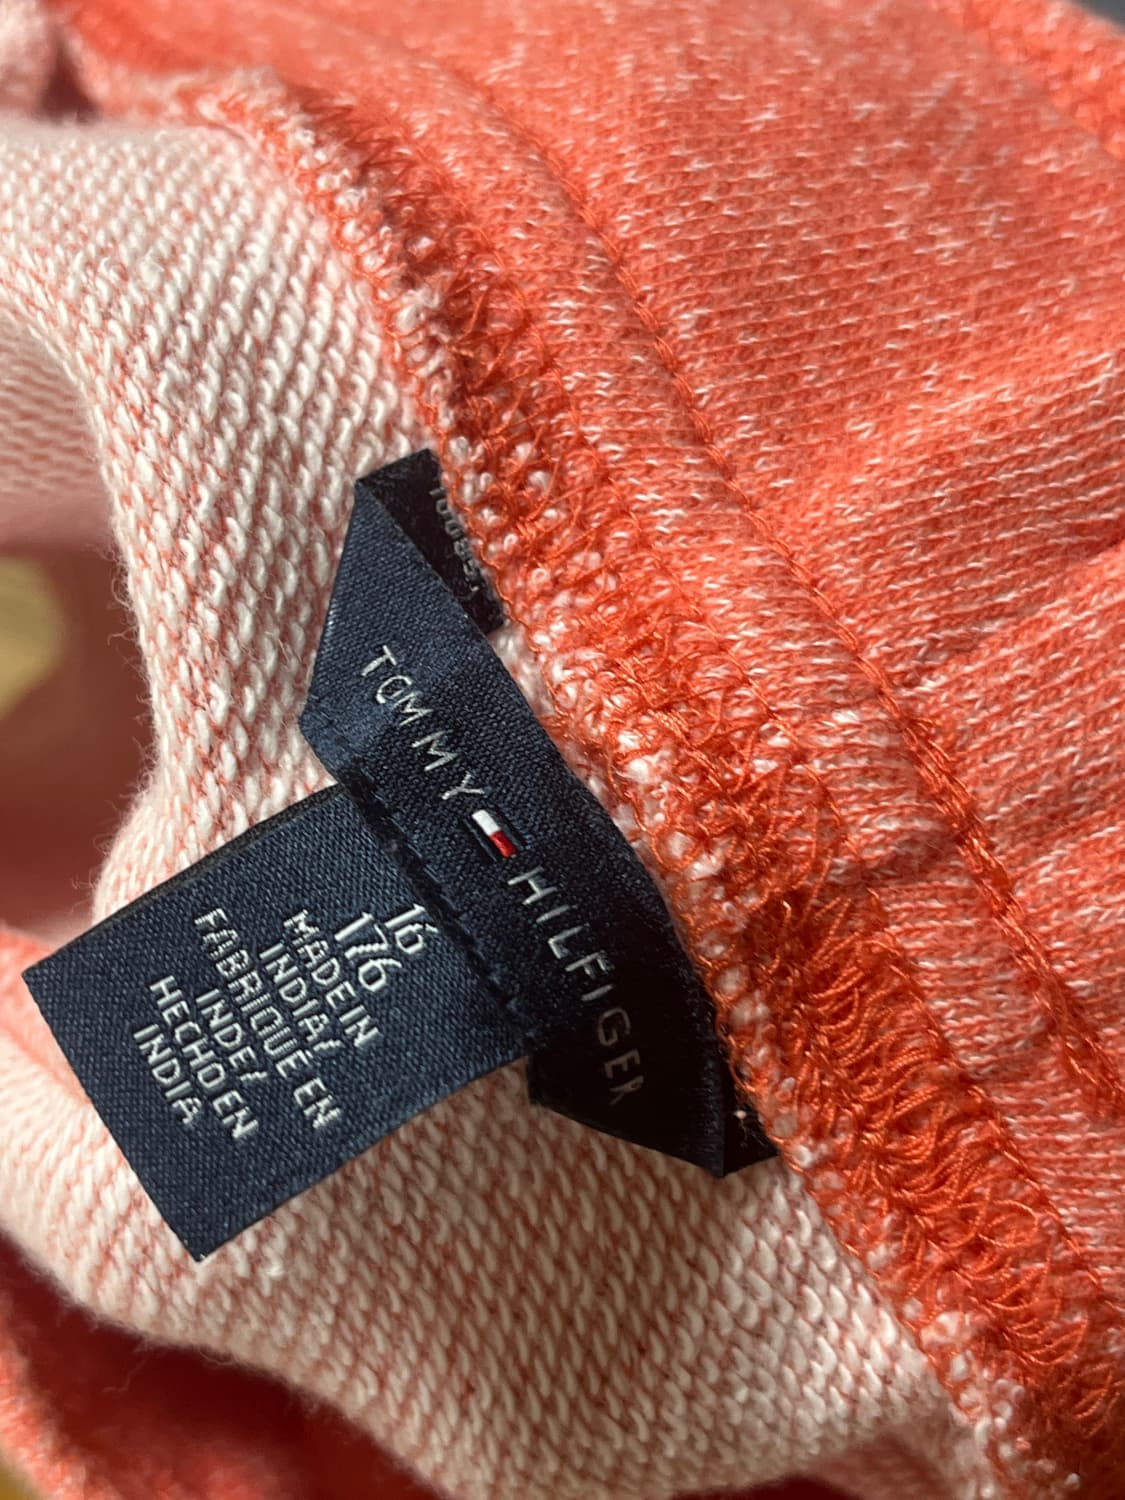 TOMMY HILFIGER
16
176
MADE IN
INDIA/
FABRIQUÉ EN
INDE/
HECHO EN
INDIA